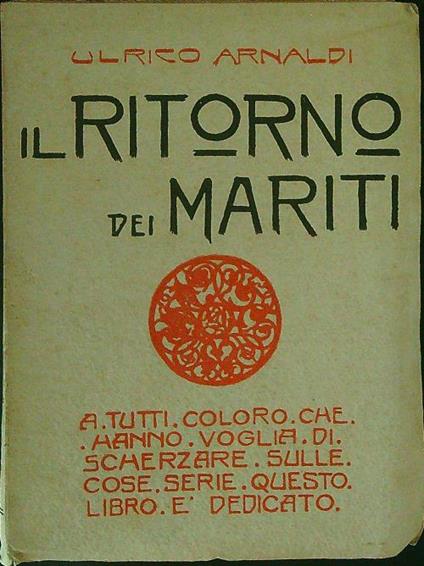 ULRICO ARNALDI
IL RITORNO
DEI MARITI
A.TUTTI.COLORO.CHE.
.HANNO.VOGLIA.DI.
SCHERZARE.SULLE.
COSE.SERIE.QUESTO.
LIBRO.E' DEDICATO.